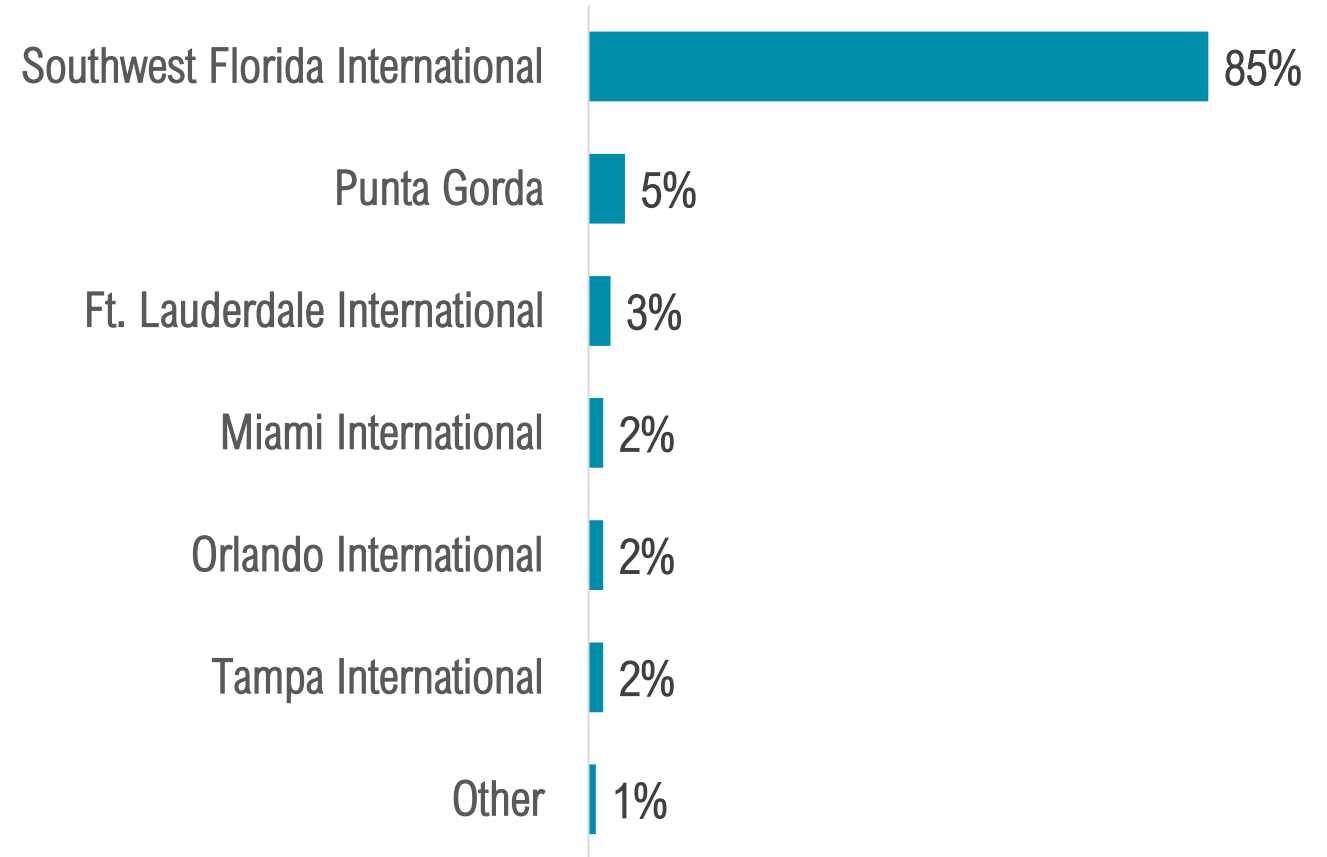 Southwest Florida International 85%
Punta Gorda 5%
Ft. Lauderdale International 3%
Miami International 2%
Orlando International 2%
Tampa International 2%
Other 1%